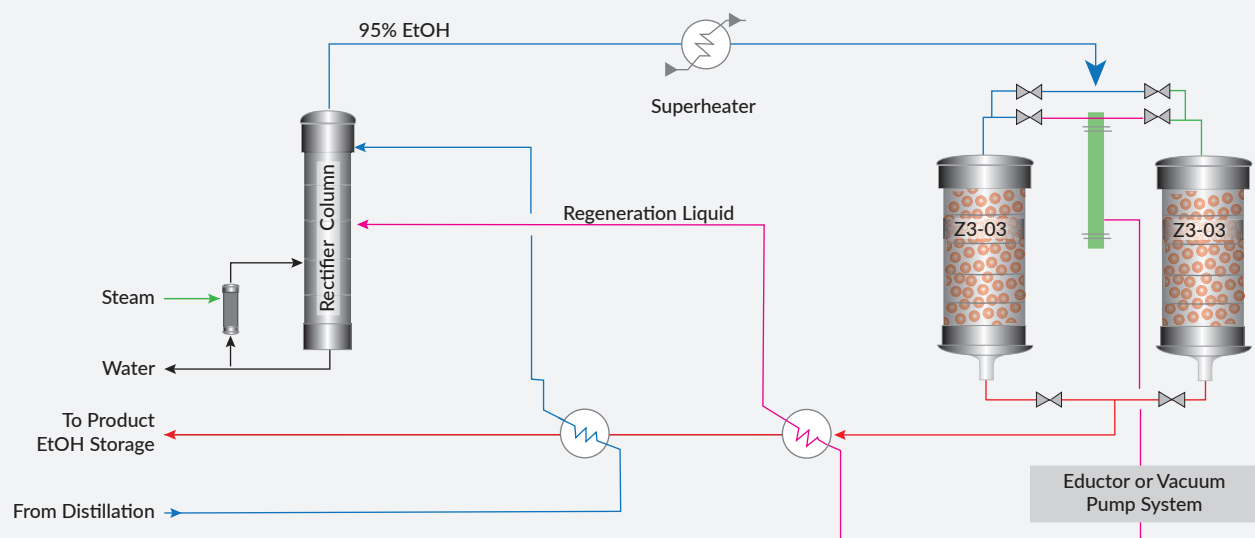 95% EtOH
Superheater
Rectifier Column
Z3-03
Z3-03
Regeneration Liquid
Steam
Water
To Product
EtOH Storage
From Distillation
Eductor or Vacuum
Pump System